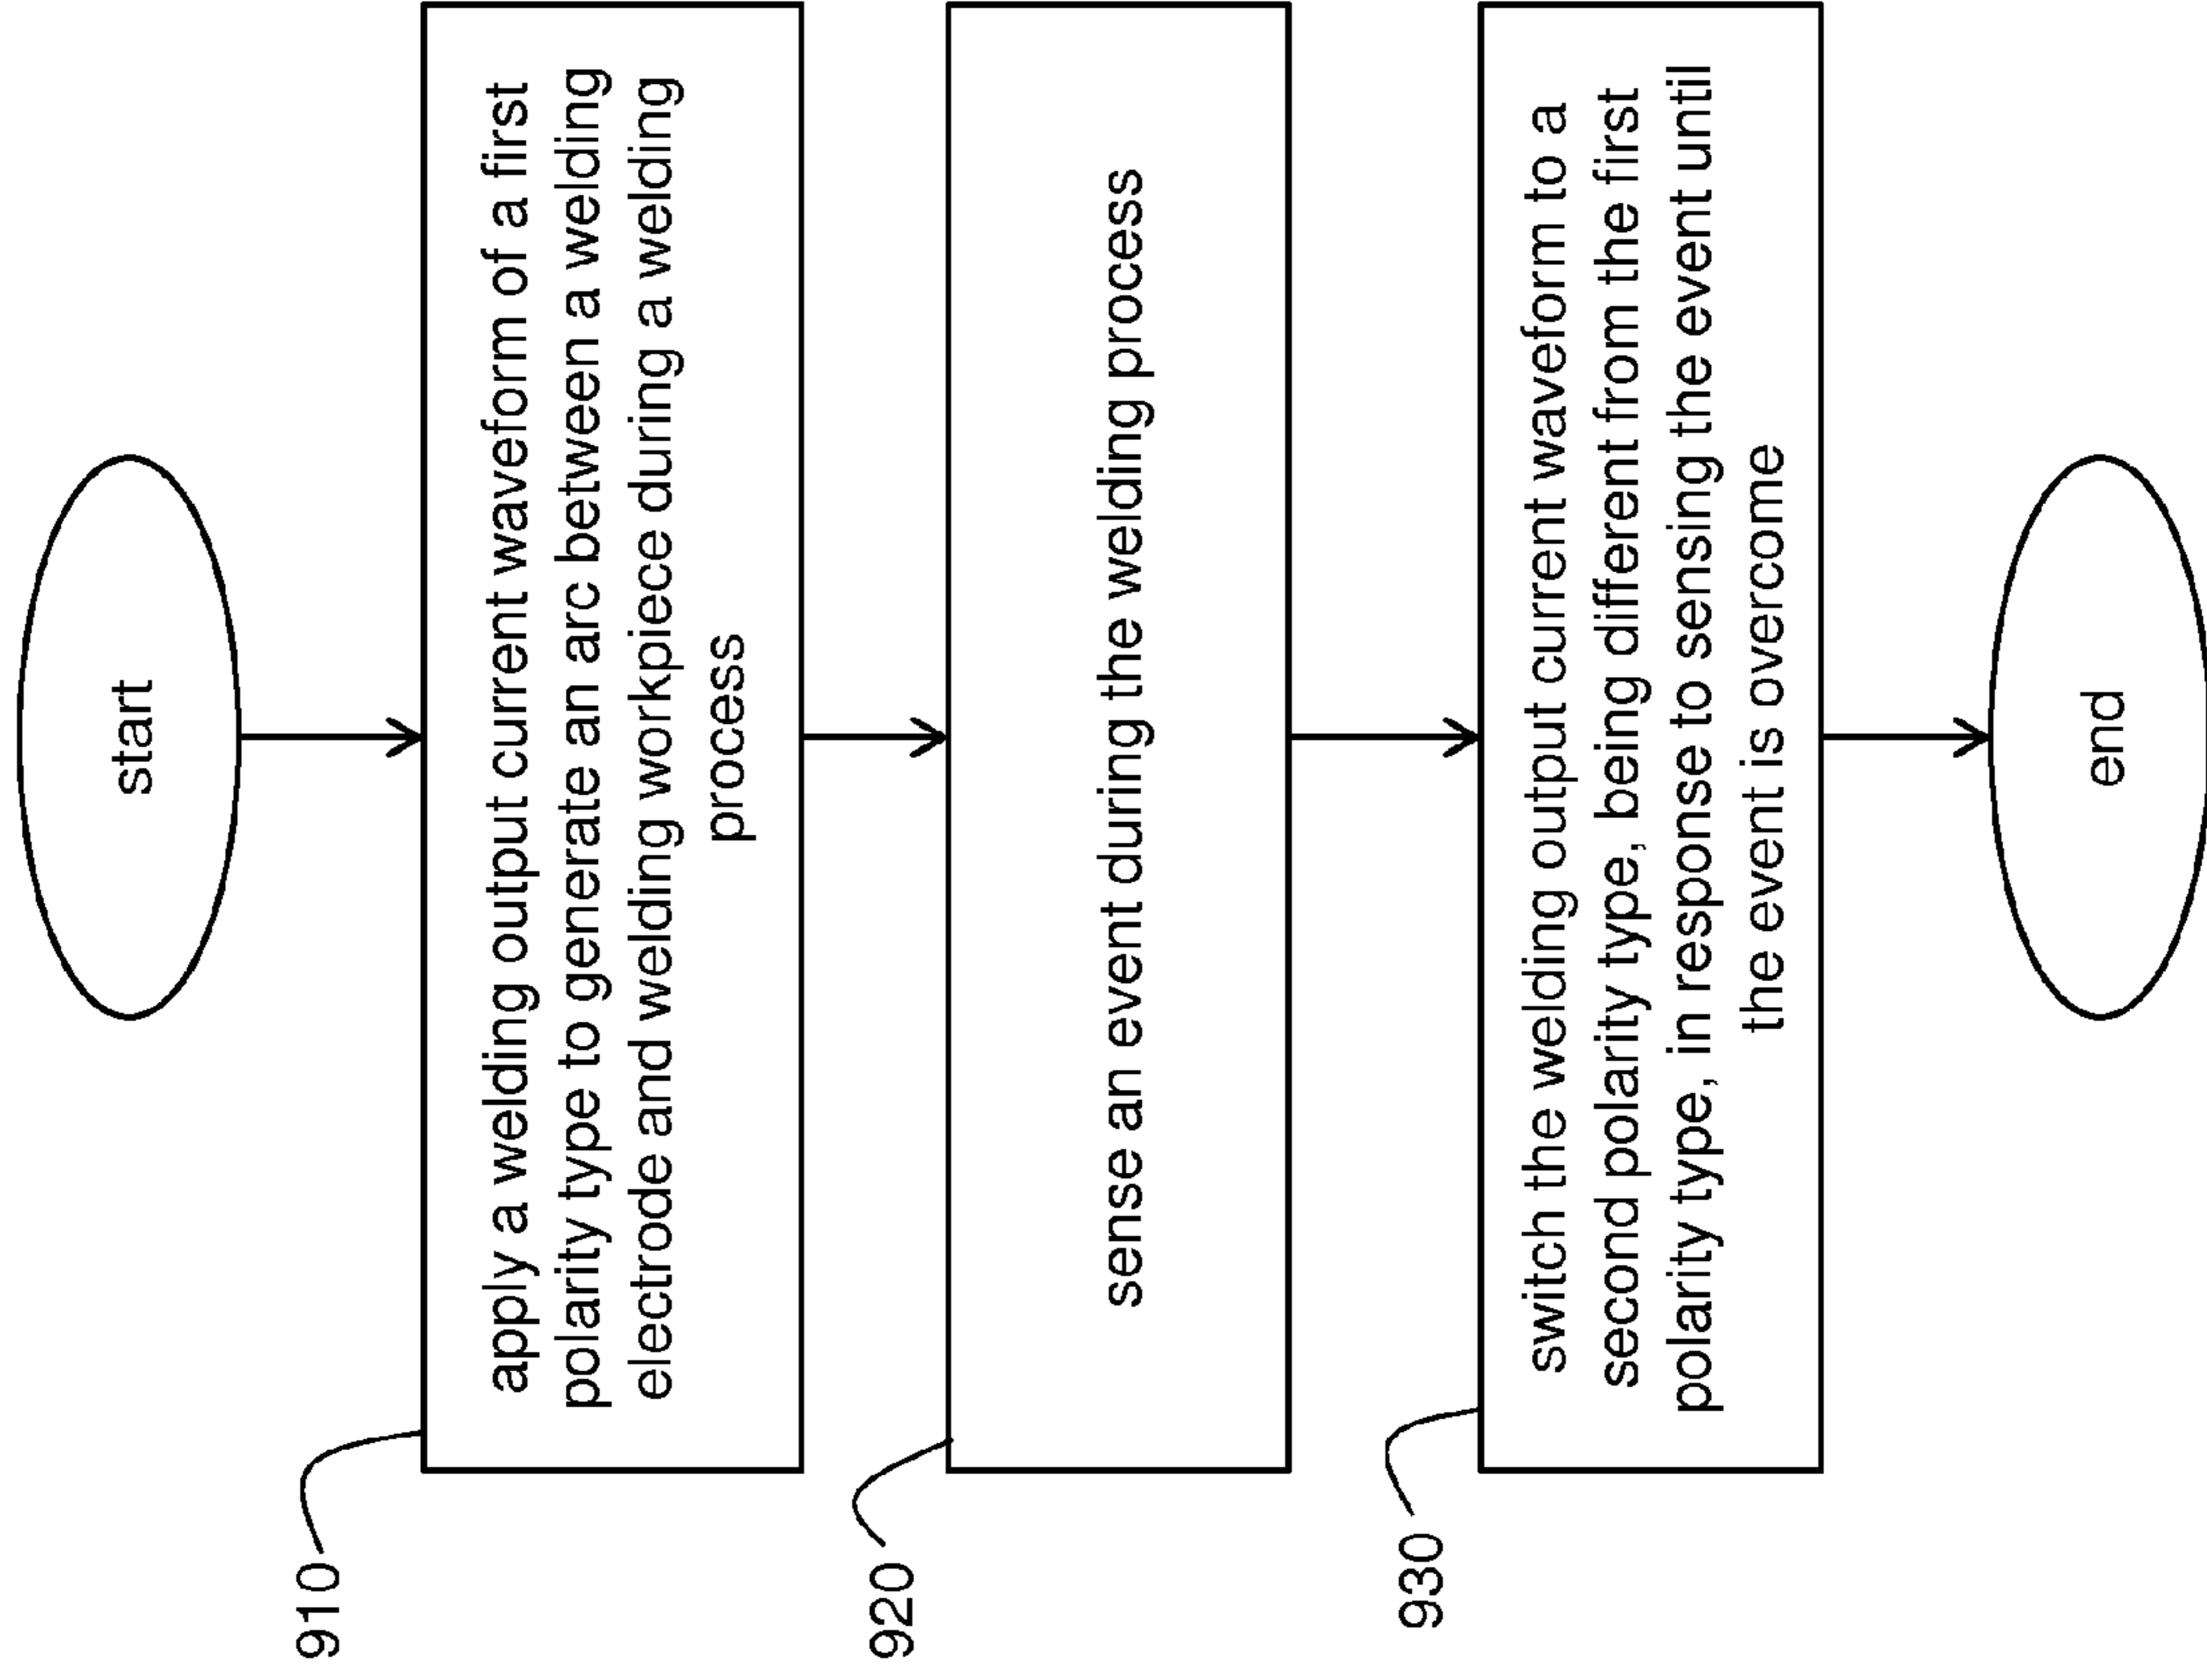 start
910
apply a welding output current waveform of a first
polarity type to generate an arc between a welding
electrode and welding workpiece during a welding
process
920
sense an event during the welding process
930
switch the welding output current waveform to a
second polarity type, being different from the first
polarity type, in response to sensing the event until
the event is overcome
end